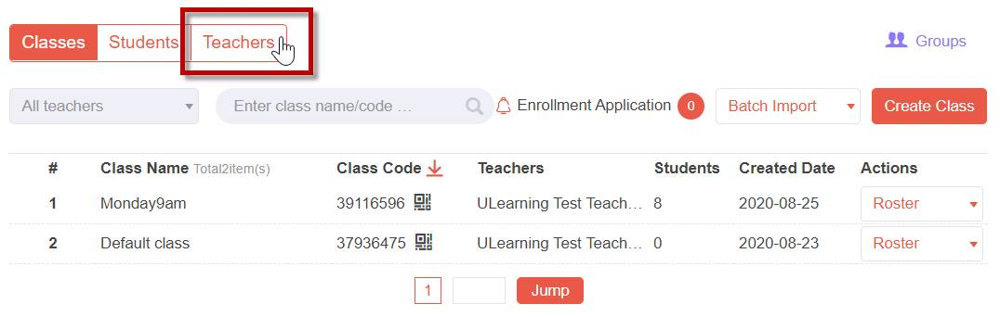 Classes Students Teachers Groups
All teachers Enter class name/code … Enrollment Application 0 Batch Import Create Class
# Class Name Total2item(s) Class Code Teachers Students Created Date Actions
1 Monday9am 39116596 ULearning Test Teach… 8 2020-08-25 Roster
2 Default class 37936475 ULearning Test Teach… 0 2020-08-23 Roster
1 Jump